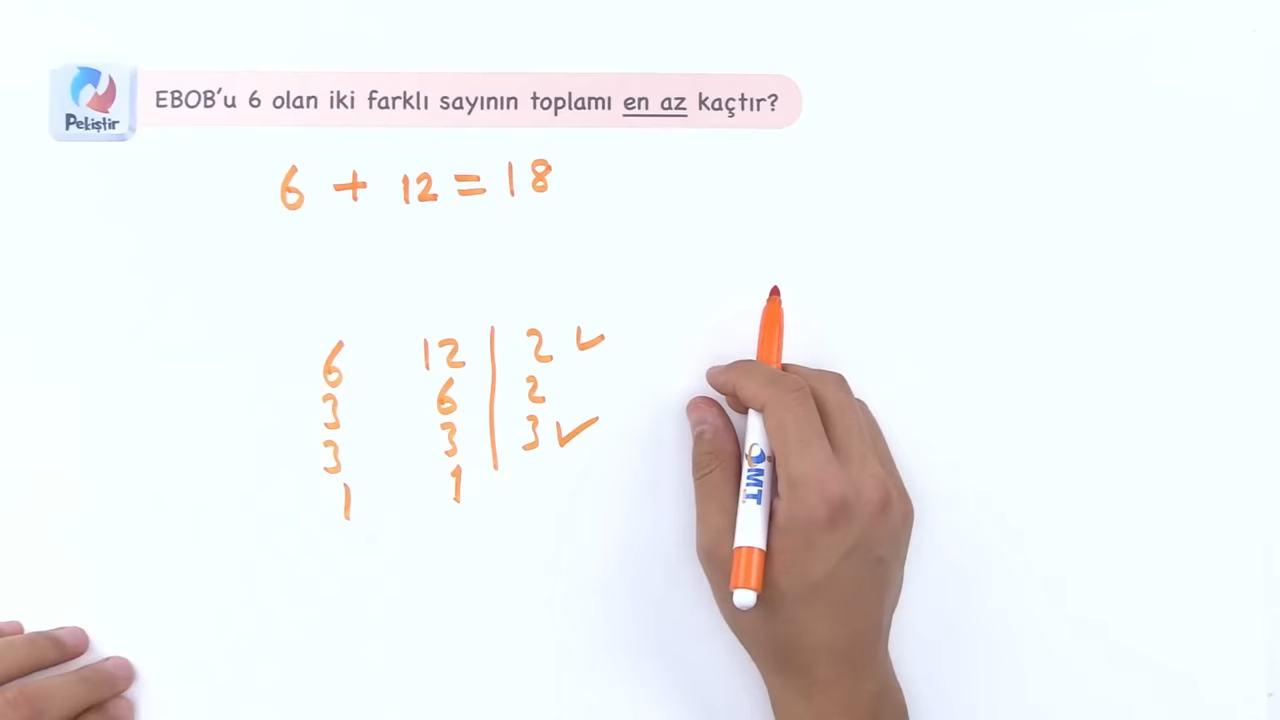 EBOB'u 6 olan iki farklı sayının toplamı en az kaçtır?
Pekiştir
6 + 12 = 18
6 12 | 2 ✓
3 6 | 2
3 3 | 3 ✓
1 1
MT